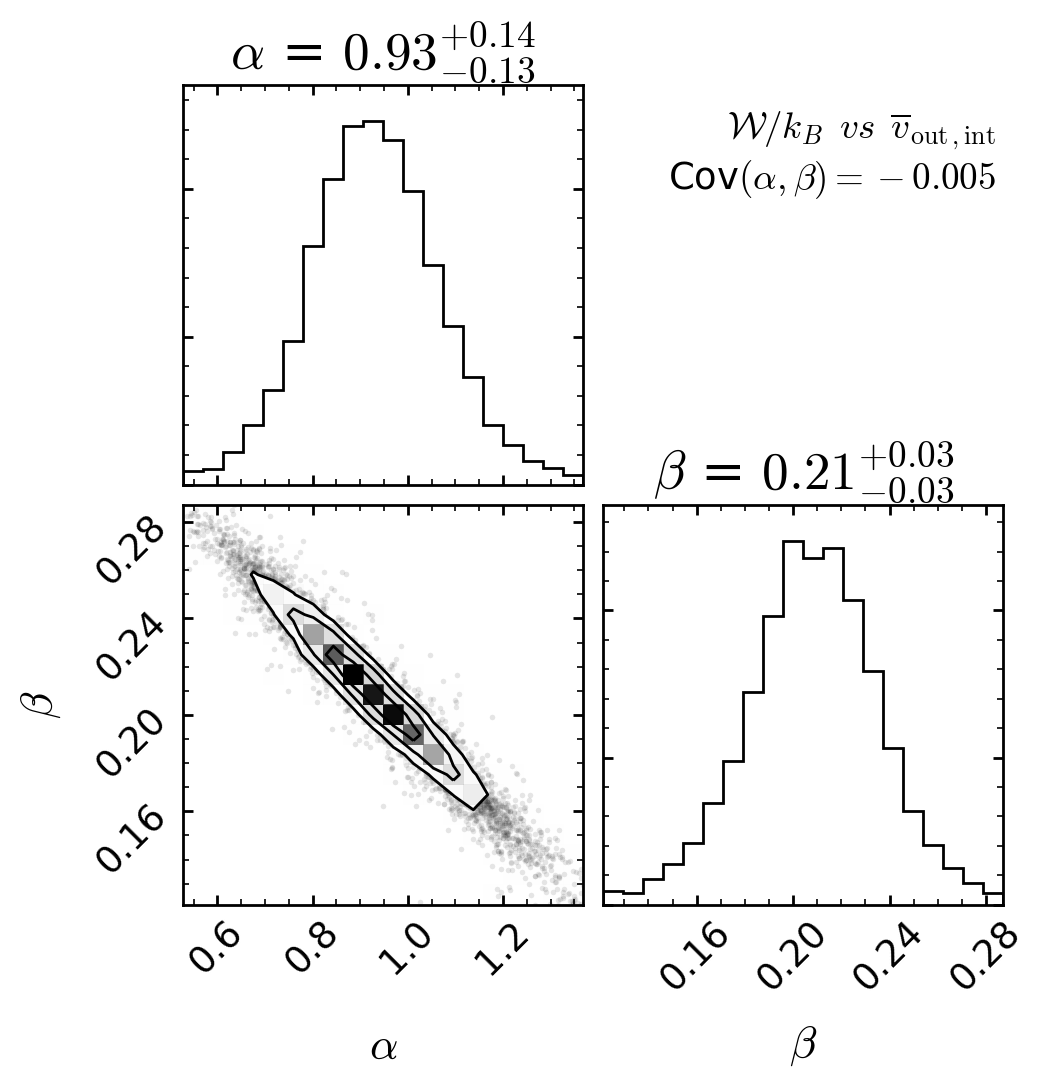 α = 0.93+0.14−0.13
𝒲/k_B vs v̅out, int
Cov(α, β) = − 0.005
β = 0.21+0.03−0.03
0.28
0.24
0.20
0.16
β
0.6 0.8 1.0 1.2
0.16 0.20 0.24 0.28
α
β